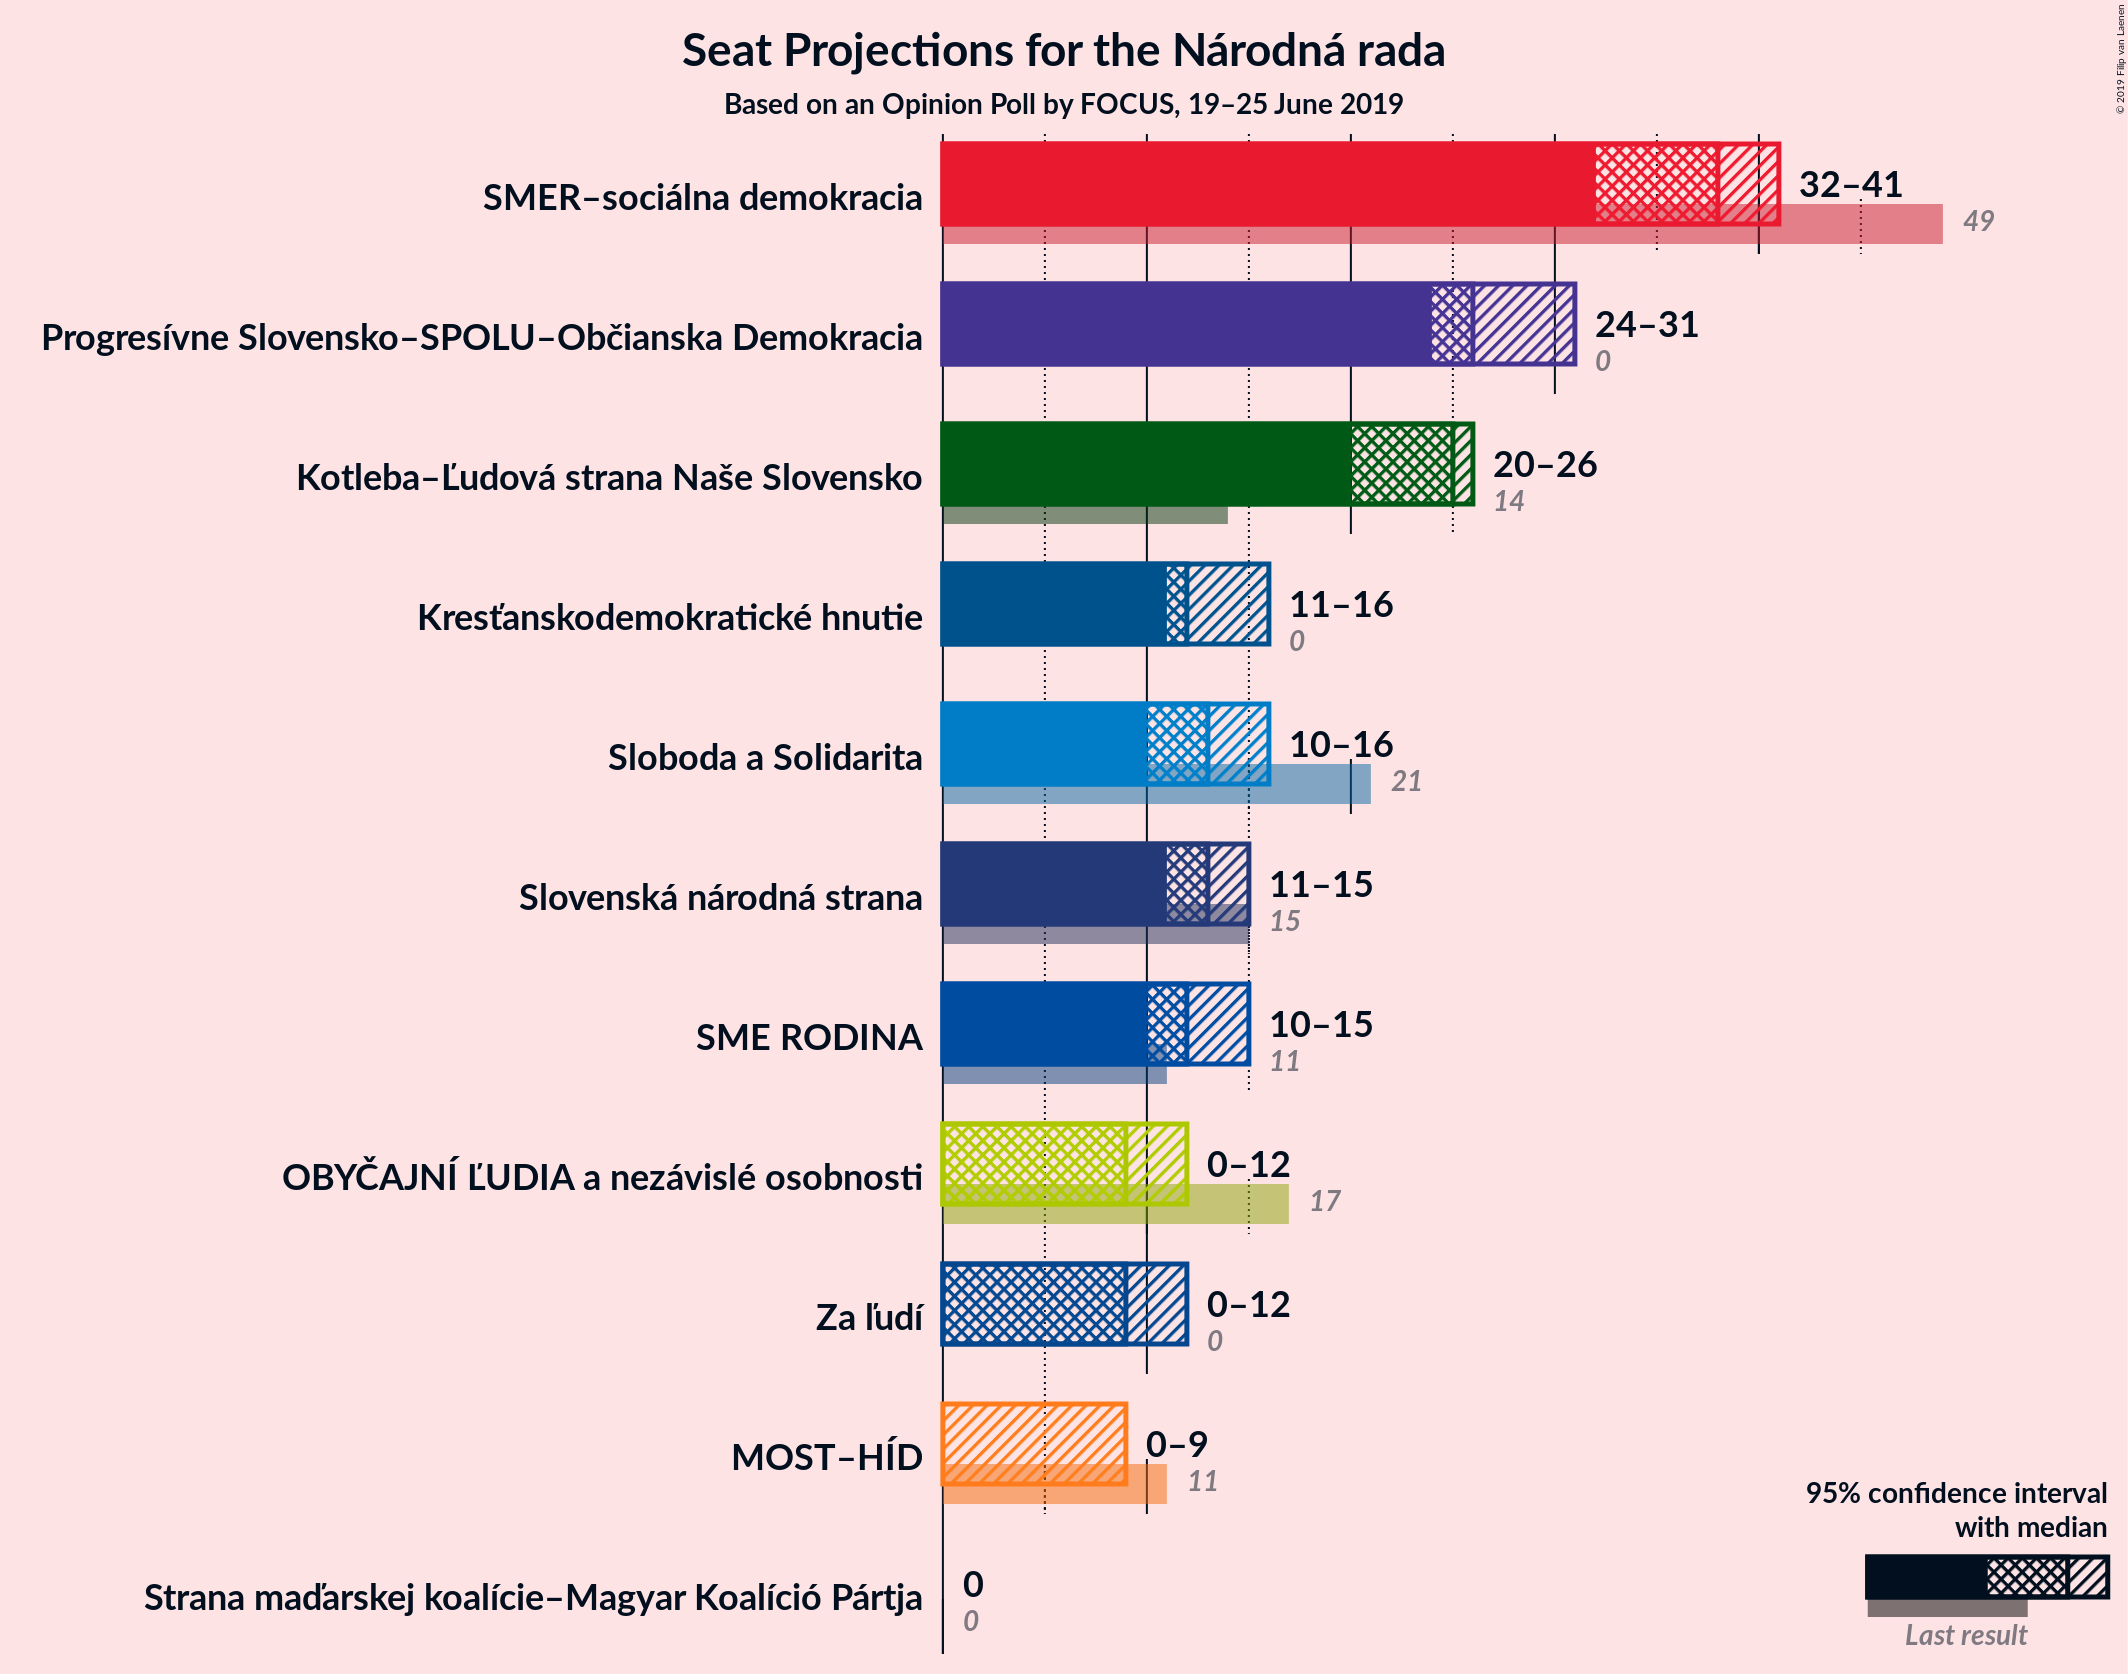 Seat Projections for the Národná rada
Based on an Opinion Poll by FOCUS, 19–25 June 2019
© 2019 Filip van Laenen
SMER–sociálna demokracia
32–41
49
Progresívne Slovensko–SPOLU–Občianska Demokracia
24–31
0
Kotleba–Ľudová strana Naše Slovensko
20–26
14
Kresťanskodemokratické hnutie
11–16
0
Sloboda a Solidarita
10–16
21
Slovenská národná strana
11–15
15
SME RODINA
10–15
11
OBYČAJNÍ ĽUDIA a nezávislé osobnosti
0–12
17
Za ľudí
0–12
0
MOST–HÍD
0–9
11
Strana maďarskej koalície–Magyar Koalíció Pártja
0
0
95% confidence interval
with median
Last result